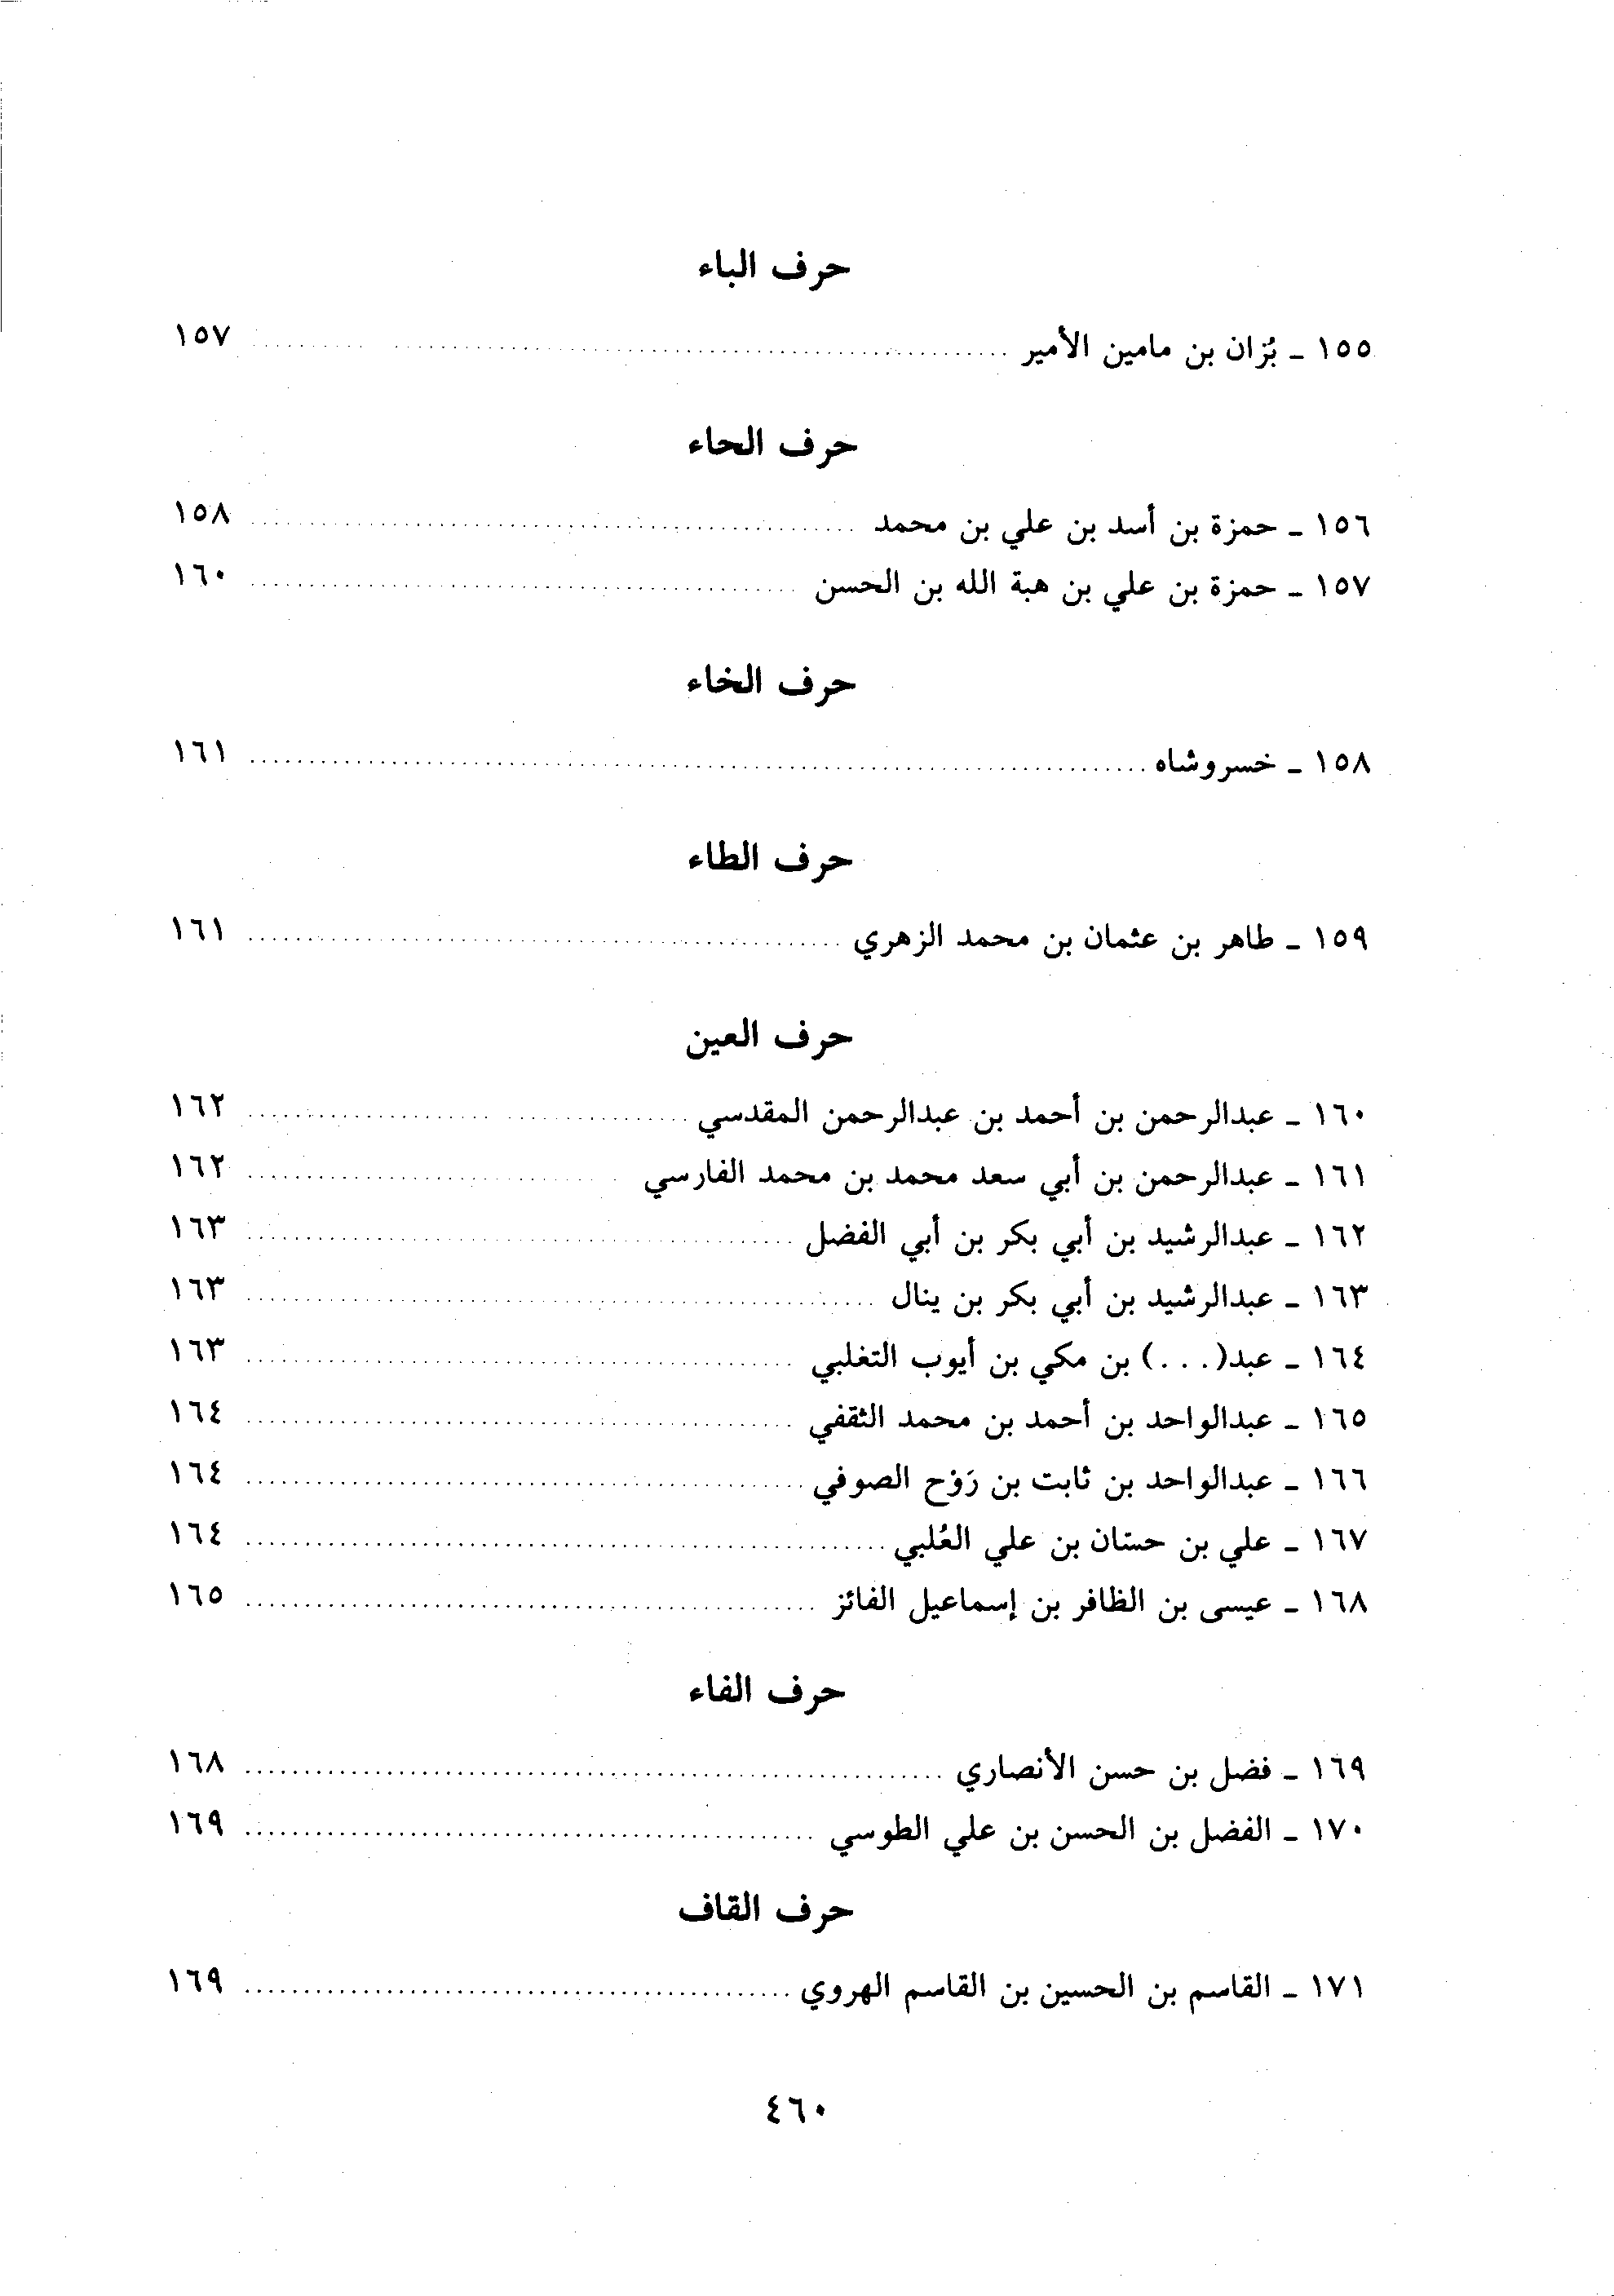 حرف الباء
١٥٥ ـ بُزان بن مامين الأمير ........ ١٥٧
حرف الحاء
١٥٦ ـ حمزة بن أسد بن علي بن محمد ........ ١٥٨
١٥٧ ـ حمزة بن علي بن هبة الله بن الحسن ........ ١٦٠
حرف الخاء
١٥٨ ـ خسروشاه ........ ١٦١
حرف الطاء
١٥٩ ـ طاهر بن عثمان بن محمد الزهري ........ ١٦١
حرف العين
١٦٠ ـ عبدالرحمن بن أحمد بن عبدالرحمن المقدسي ........ ١٦٢
١٦١ ـ عبدالرحمن بن أبي سعد محمد بن محمد الفارسي ........ ١٦٢
١٦٢ ـ عبدالرشيد بن أبي بكر بن أبي الفضل ........ ١٦٣
١٦٣ ـ عبدالرشيد بن أبي بكر بن ينال ........ ١٦٣
١٦٤ ـ عبد(...) بن مكي بن أيوب التغلبي ........ ١٦٣
١٦٥ ـ عبدالواحد بن أحمد بن محمد الثقفي ........ ١٦٤
١٦٦ ـ عبدالواحد بن ثابت بن رَوْح الصوفي ........ ١٦٤
١٦٧ ـ علي بن حسّان بن علي العُلبي ........ ١٦٤
١٦٨ ـ عيسى بن الظافر بن إسماعيل الفائز ........ ١٦٥
حرف الفاء
١٦٩ ـ فضل بن حسن الأنصاري ........ ١٦٨
١٧٠ ـ الفضل بن الحسن بن علي الطوسي ........ ١٦٩
حرف القاف
١٧١ ـ القاسم بن الحسين بن القاسم الهروي ........ ١٦٩
٤٦٠